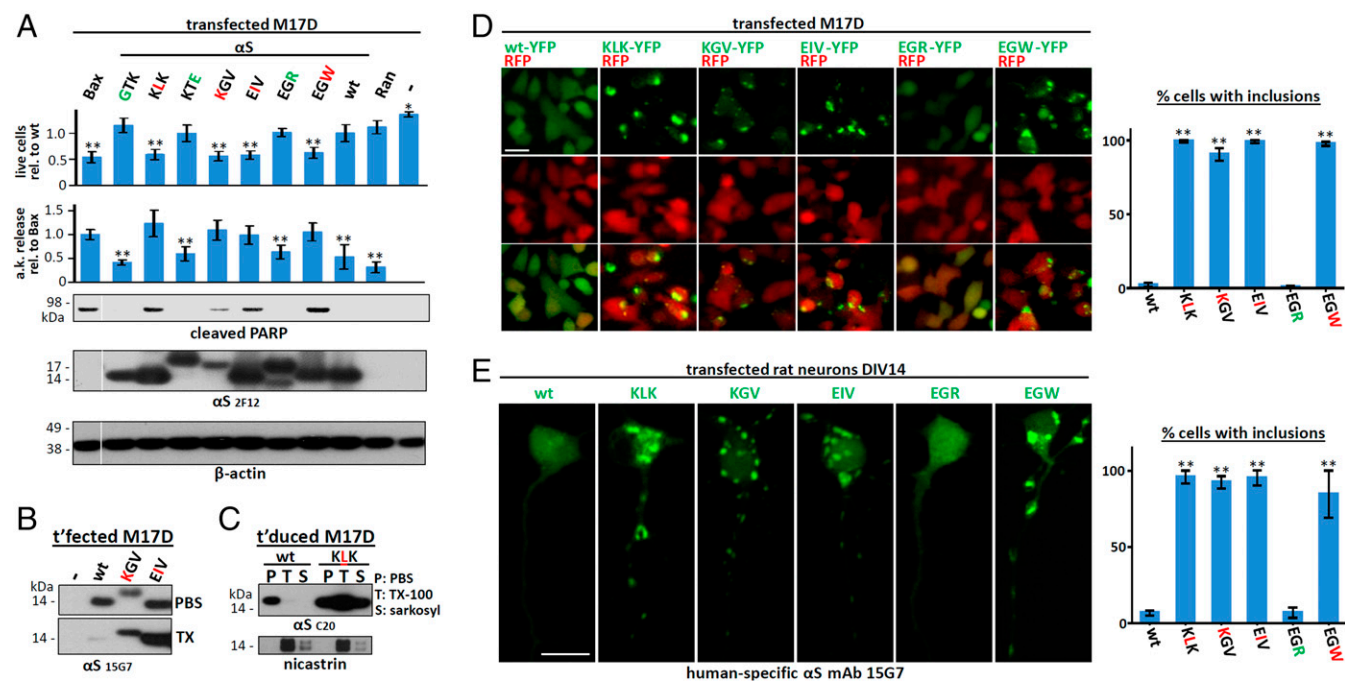 A
transfected M17D
αS
Bax GTK KLK KTE KGV EIV EGR EGW wt Ran -
live cells
rel. to wt
1.0
0.5
0
** ** ** ** ** *
a.k. release
rel. to Bax
1.5
1.0
0.5
0
** ** ** ** **
98 -
kDa
cleaved PARP
17 -
14 -
αS 2F12
49 -
38 -
β-actin
B
t'fected M17D
- wt KGV EIV
kDa
14 -
PBS
14 -
TX
αS 15G7
C
t'duced M17D
wt KLK
P T S P T S
P: PBS
T: TX-100
S: sarkosyl
kDa
14 -
αS C20
14 -
nicastrin
D
transfected M17D
wt-YFP KLK-YFP KGV-YFP EIV-YFP EGR-YFP EGW-YFP
RFP RFP RFP RFP RFP RFP
% cells with inclusions
** ** ** **
100
50
0
wt KLK KGV EIV EGR EGW
E
transfected rat neurons DIV14
wt KLK KGV EIV EGR EGW
human-specific αS mAb 15G7
% cells with inclusions
** ** ** **
100
50
0
wt KLK KGV EIV EGR EGW